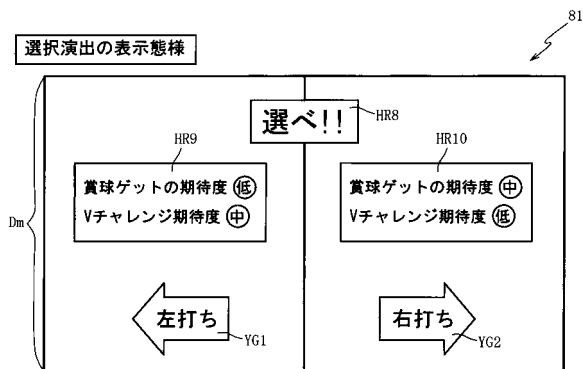 81
選択演出の表示態様
選べ!!
HR8
HR9
HR10
賞球ゲットの期待度 低
Vチャレンジ期待度 中
賞球ゲットの期待度 中
Vチャレンジ期待度 低
Dm
左打ち
YG1
右打ち
YG2